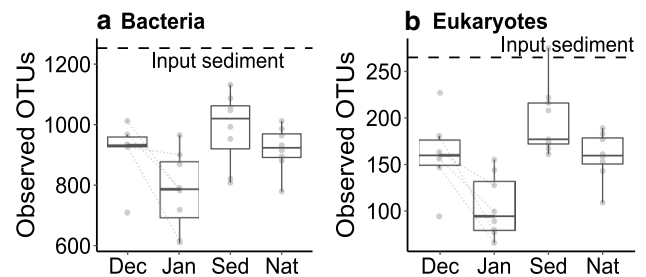 a Bacteria
Observed OTUs
1200
1000
800
600
Input sediment
Dec Jan Sed Nat
b Eukaryotes
Observed OTUs
250
200
150
100
Input sediment
Dec Jan Sed Nat